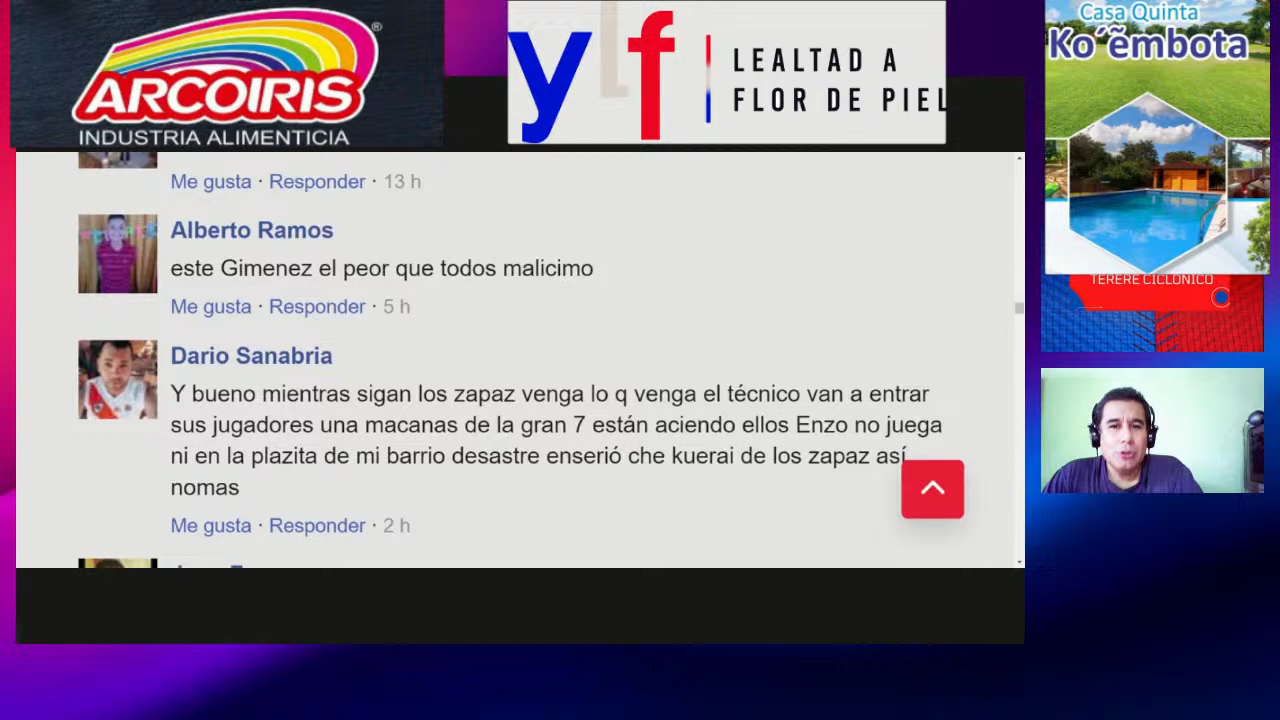 ARCOIRIS®
INDUSTRIA ALIMENTICIA
yf
LEALTAD A
FLOR DE PIEL
Casa Quinta
Ko´ẽmbota
TERERE CICLONICO
Me gusta · Responder · 13 h
Alberto Ramos
este Gimenez el peor que todos malicimo
Me gusta · Responder · 5 h
Dario Sanabria
Y bueno mientras sigan los zapaz venga lo q venga el técnico van a entrar
sus jugadores una macanas de la gran 7 están aciendo ellos Enzo no juega
ni en la plazita de mi barrio desastre enserió che kuerai de los zapaz así
nomas
Me gusta · Responder · 2 h